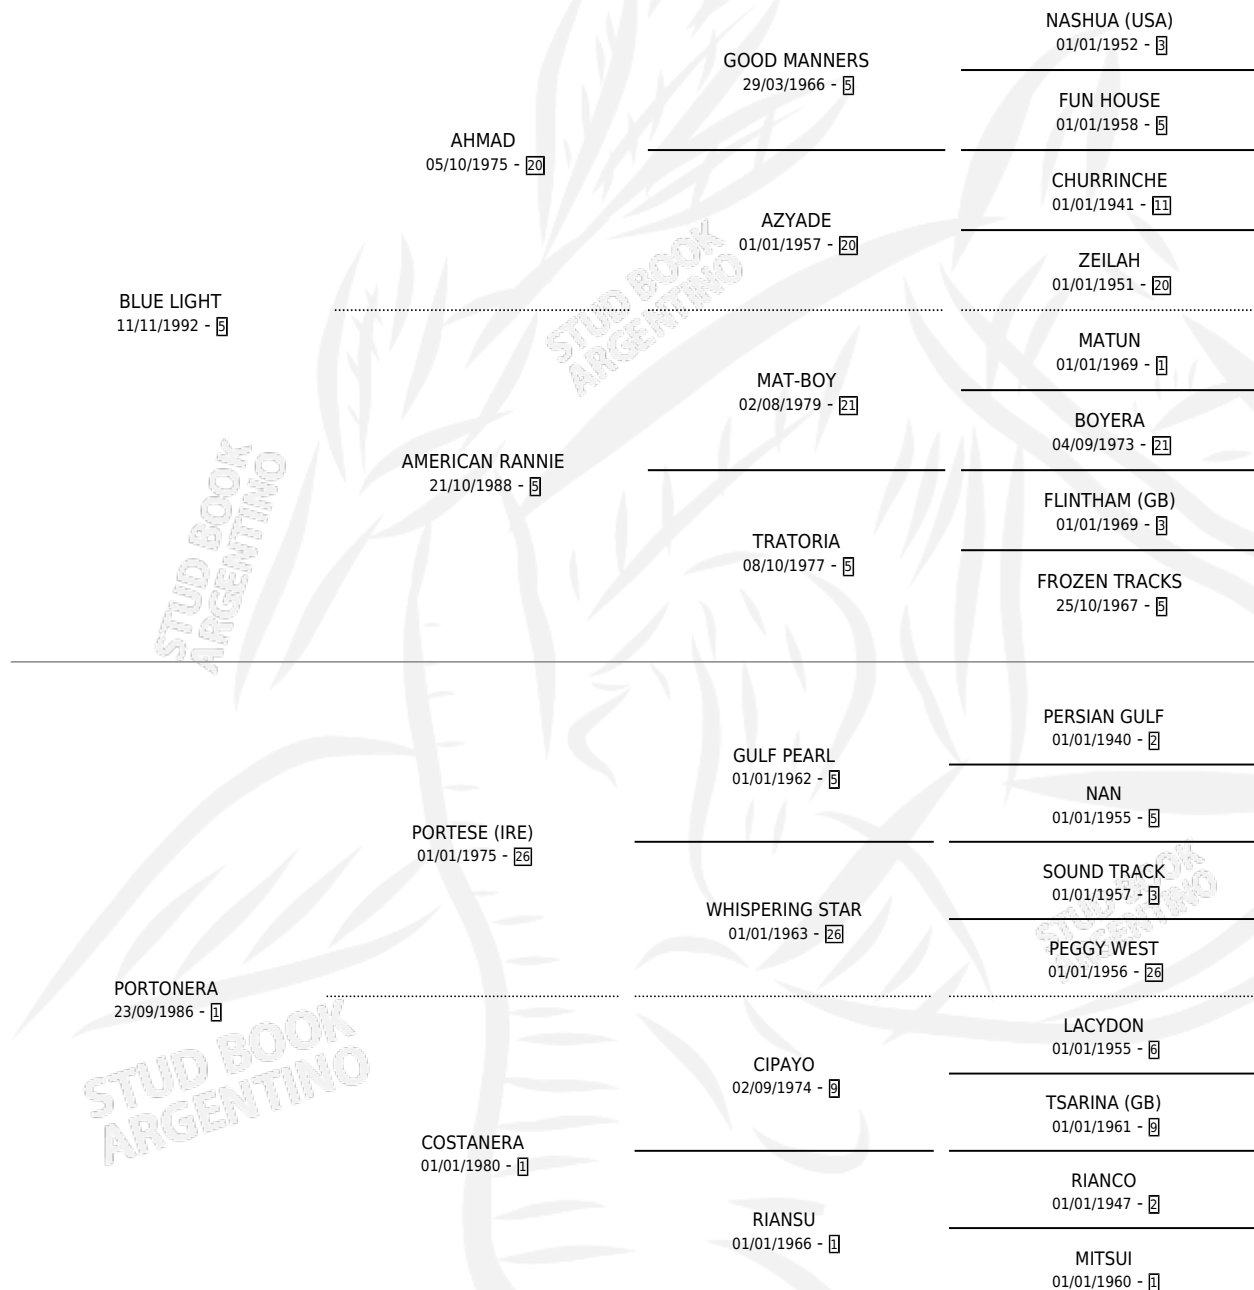 NASHUA (USA)
01/01/1952 - 3
GOOD MANNERS
29/03/1966 - 5
FUN HOUSE
01/01/1958 - 5
AHMAD
05/10/1975 - 20
CHURRINCHE
01/01/1941 - 11
AZYADE
01/01/1957 - 20
ZEILAH
01/01/1951 - 20
BLUE LIGHT
11/11/1992 - 5
MATUN
01/01/1969 - 1
MAT-BOY
02/08/1979 - 21
BOYERA
04/09/1973 - 21
AMERICAN RANNIE
21/10/1988 - 5
FLINTHAM (GB)
01/01/1969 - 3
TRATORIA
08/10/1977 - 5
FROZEN TRACKS
25/10/1967 - 5
PERSIAN GULF
01/01/1940 - 2
GULF PEARL
01/01/1962 - 5
NAN
01/01/1955 - 5
PORTESE (IRE)
01/01/1975 - 26
SOUND TRACK
01/01/1957 - 3
WHISPERING STAR
01/01/1963 - 26
PEGGY WEST
01/01/1956 - 26
PORTONERA
23/09/1986 - 1
LACYDON
01/01/1955 - 6
CIPAYO
02/09/1974 - 9
TSARINA (GB)
01/01/1961 - 9
COSTANERA
01/01/1980 - 1
RIANCO
01/01/1947 - 2
RIANSU
01/01/1966 - 1
MITSUI
01/01/1960 - 1
STUD BOOK
ARGENTINO
STUD BOOK
ARGENTINO
STUD BOOK
ARGENTINO
STUD BOOK
ARGENTINO